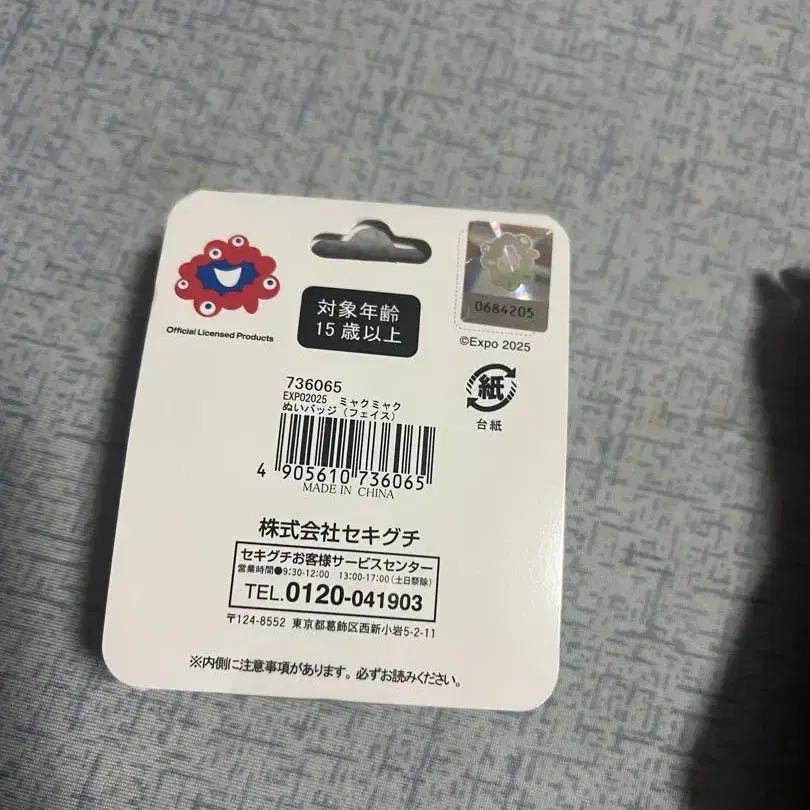 Official Licensed Products
対象年齢
15歳以上
0684205
©Expo 2025
紙
台紙
736065
EXPO2025 ミャクミャク
ぬいバッジ（フェイス）
4 905610 736065
MADE IN CHINA
株式会社セキグチ
セキグチお客様サービスセンター
営業時間●9:30-12:00 13:00-17:00（土日祭除）
TEL.0120-041903
〒124-8552 東京都葛飾区西新小岩5-2-11
※内側に注意事項があります。必ずお読みください。